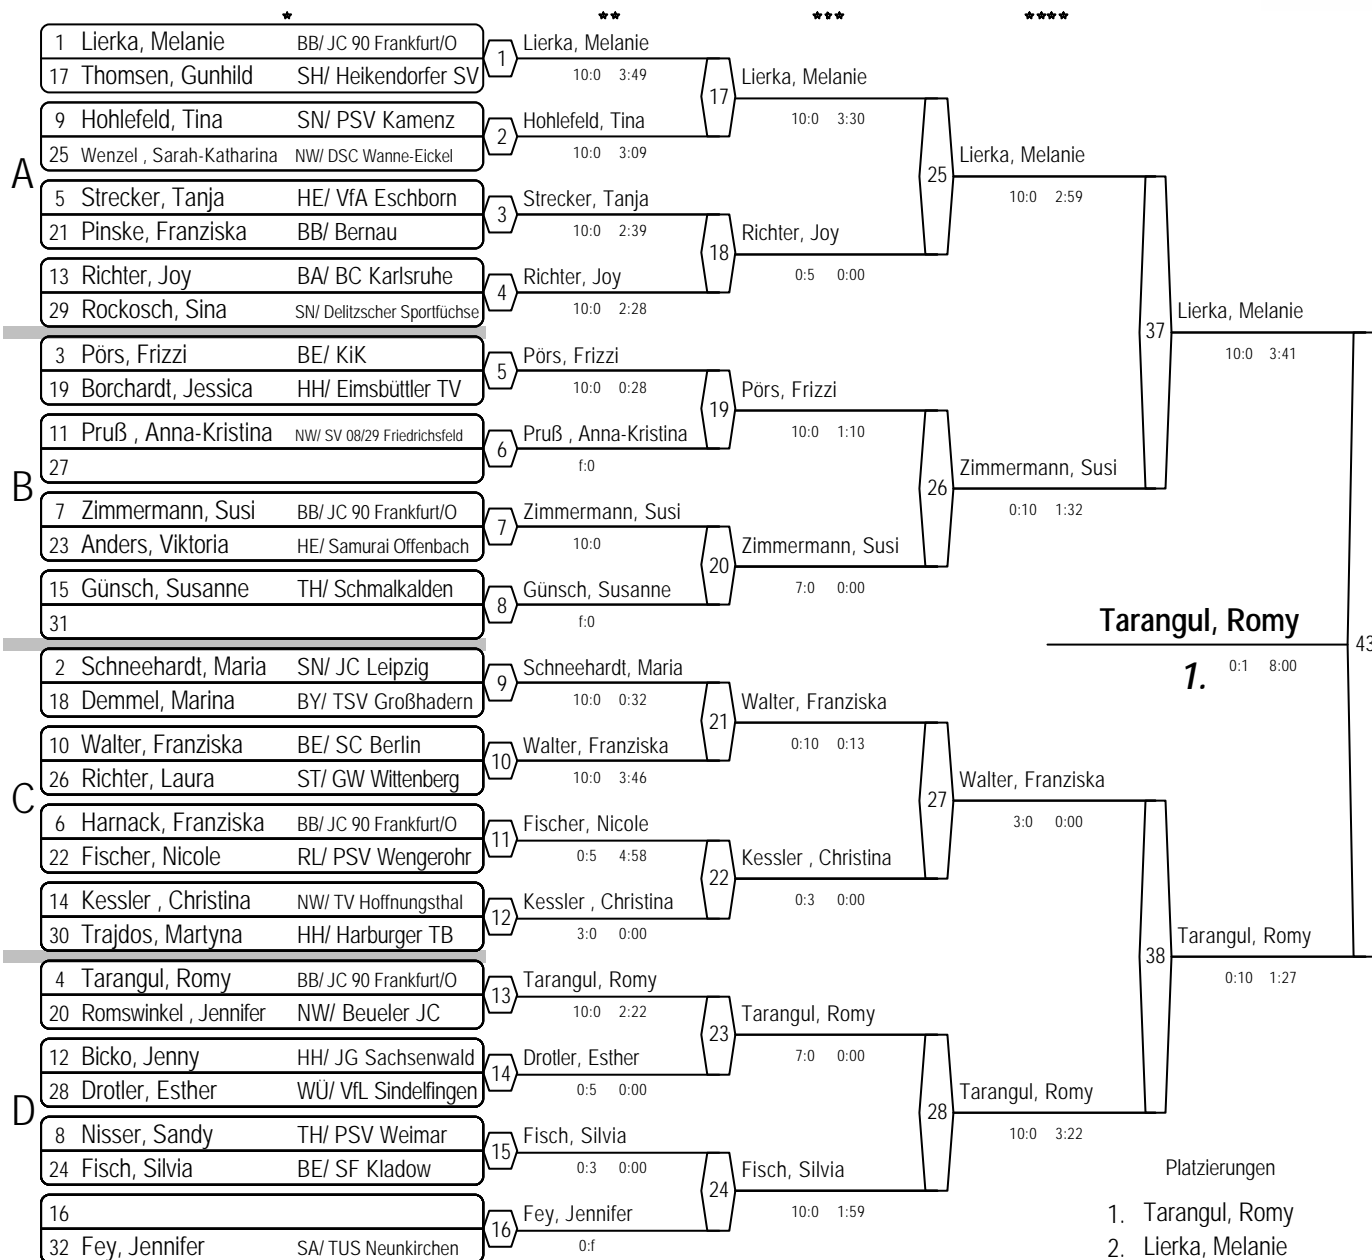 * ** *** ****
A
1 Lierka, Melanie BB/ JC 90 Frankfurt/O
17 Thomsen, Gunhild SH/ Heikendorfer SV
9 Hohlefeld, Tina SN/ PSV Kamenz
25 Wenzel , Sarah-Katharina NW/ DSC Wanne-Eickel
5 Strecker, Tanja HE/ VfA Eschborn
21 Pinske, Franziska BB/ Bernau
13 Richter, Joy BA/ BC Karlsruhe
29 Rockosch, Sina SN/ Delitzscher Sportfüchse
B
3 Pörs, Frizzi BE/ KiK
19 Borchardt, Jessica HH/ Eimsbüttler TV
11 Pruß , Anna-Kristina NW/ SV 08/29 Friedrichsfeld
27
7 Zimmermann, Susi BB/ JC 90 Frankfurt/O
23 Anders, Viktoria HE/ Samurai Offenbach
15 Günsch, Susanne TH/ Schmalkalden
31
C
2 Schneehardt, Maria SN/ JC Leipzig
18 Demmel, Marina BY/ TSV Großhadern
10 Walter, Franziska BE/ SC Berlin
26 Richter, Laura ST/ GW Wittenberg
6 Harnack, Franziska BB/ JC 90 Frankfurt/O
22 Fischer, Nicole RL/ PSV Wengerohr
14 Kessler , Christina NW/ TV Hoffnungsthal
30 Trajdos, Martyna HH/ Harburger TB
D
4 Tarangul, Romy BB/ JC 90 Frankfurt/O
20 Romswinkel , Jennifer NW/ Beueler JC
12 Bicko, Jenny HH/ JG Sachsenwald
28 Drotler, Esther WÜ/ VfL Sindelfingen
8 Nisser, Sandy TH/ PSV Weimar
24 Fisch, Silvia BE/ SF Kladow
16
32 Fey, Jennifer SA/ TUS Neunkirchen
1 Lierka, Melanie
10:0 3:49
2 Hohlefeld, Tina
10:0 3:09
3 Strecker, Tanja
10:0 2:39
4 Richter, Joy
10:0 2:28
5 Pörs, Frizzi
10:0 0:28
6 Pruß , Anna-Kristina
f:0
7 Zimmermann, Susi
10:0
8 Günsch, Susanne
f:0
9 Schneehardt, Maria
10:0 0:32
10 Walter, Franziska
10:0 3:46
11 Fischer, Nicole
0:5 4:58
12 Kessler , Christina
3:0 0:00
13 Tarangul, Romy
10:0 2:22
14 Drotler, Esther
0:5 0:00
15 Fisch, Silvia
0:3 0:00
16 Fey, Jennifer
0:f
17 Lierka, Melanie
10:0 3:30
18 Richter, Joy
0:5 0:00
19 Pörs, Frizzi
10:0 1:10
20 Zimmermann, Susi
7:0 0:00
21 Walter, Franziska
0:10 0:13
22 Kessler , Christina
0:3 0:00
23 Tarangul, Romy
7:0 0:00
24 Fisch, Silvia
10:0 1:59
25 Lierka, Melanie
10:0 2:59
26 Zimmermann, Susi
0:10 1:32
27 Walter, Franziska
3:0 0:00
28 Tarangul, Romy
10:0 3:22
37 Lierka, Melanie
10:0 3:41
38 Tarangul, Romy
0:10 1:27
Tarangul, Romy 43
1. 0:1 8:00
Platzierungen
1. Tarangul, Romy
2. Lierka, Melanie